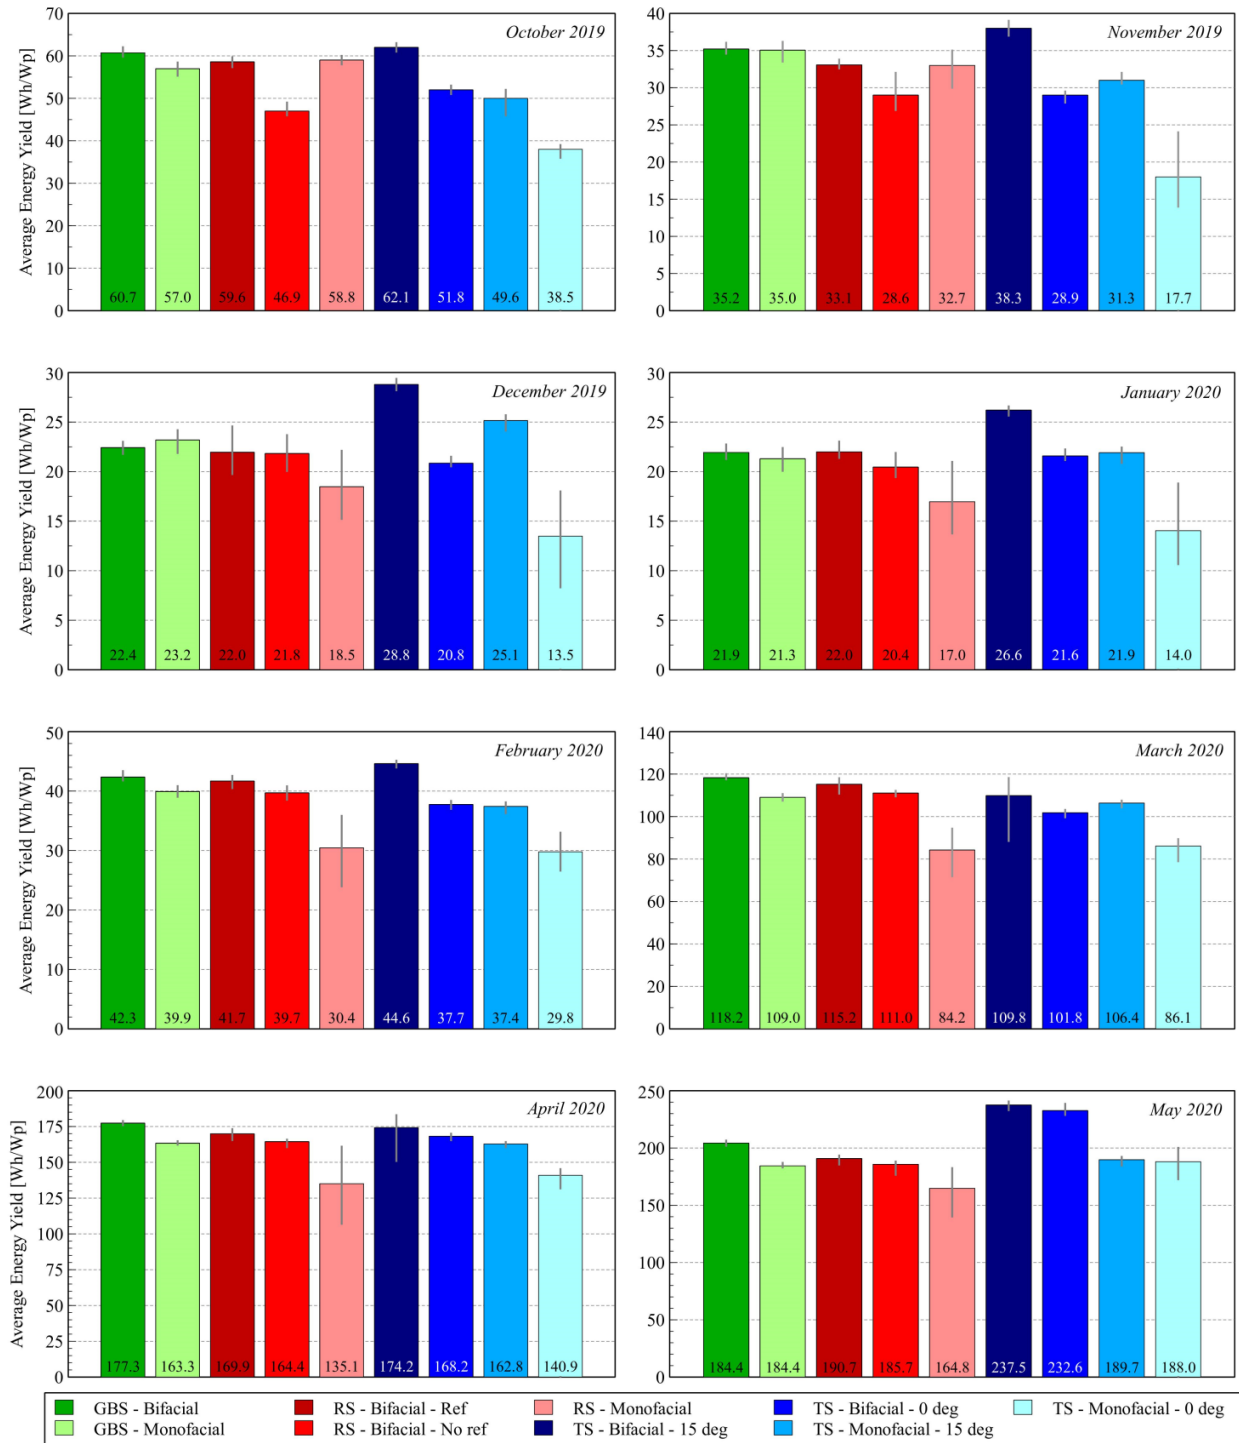 October 2019
Average Energy Yield [Wh/Wp]
70
60
50
40
30
20
10
0
60.7 57.0 59.6 46.9 58.8 62.1 51.8 49.6 38.5
November 2019
40
35
30
25
20
15
10
5
0
35.2 35.0 33.1 28.6 32.7 38.3 28.9 31.3 17.7
December 2019
Average Energy Yield [Wh/Wp]
30
25
20
15
10
5
0
22.4 23.2 22.0 21.8 18.5 28.8 20.8 25.1 13.5
January 2020
30
25
20
15
10
5
0
21.9 21.3 22.0 20.4 17.0 26.6 21.6 21.9 14.0
February 2020
Average Energy Yield [Wh/Wp]
50
40
30
20
10
0
42.3 39.9 41.7 39.7 30.4 44.6 37.7 37.4 29.8
March 2020
140
120
100
80
60
40
20
0
118.2 109.0 115.2 111.0 84.2 109.8 101.8 106.4 86.1
April 2020
Average Energy Yield [Wh/Wp]
200
175
150
125
100
75
50
25
0
177.3 163.3 169.9 164.4 135.1 174.2 168.2 162.8 140.9
May 2020
250
200
150
100
50
0
184.4 184.4 190.7 185.7 164.8 237.5 232.6 189.7 188.0
GBS - Bifacial RS - Bifacial - Ref RS - Monofacial TS - Bifacial - 0 deg TS - Monofacial - 0 deg
GBS - Monofacial RS - Bifacial - No ref TS - Bifacial - 15 deg TS - Monofacial - 15 deg